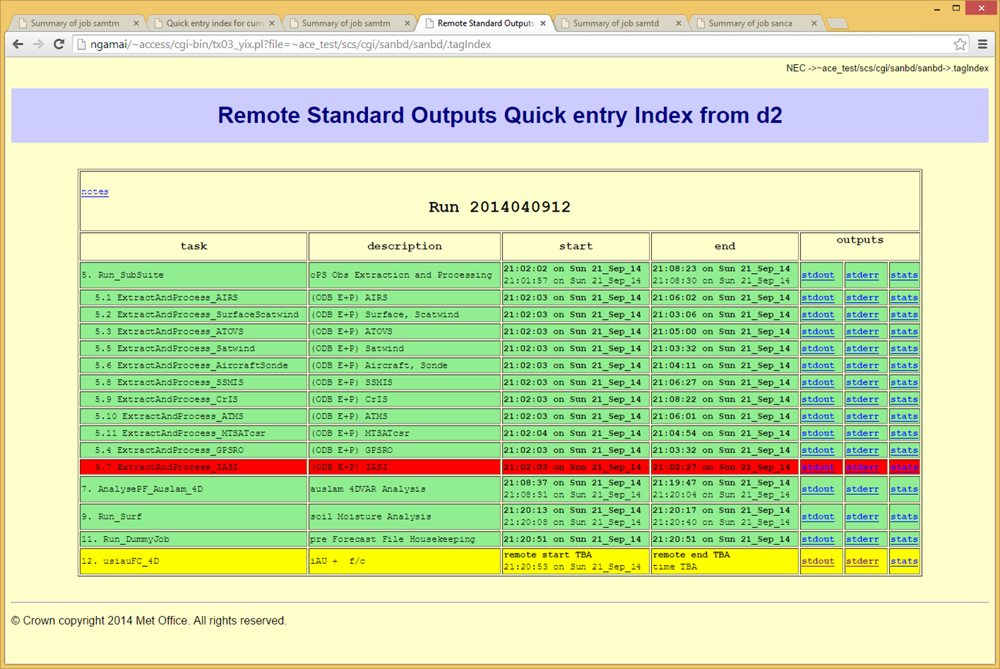 Summary of job samtm
Quick entry index for curr
Summary of job samtm
Remote Standard Outputs
Summary of job samtd
Summary of job sanca
ngamai/~access/cgi-bin/tx03_yix.pl?file=~ace_test/scs/cgi/sanbd/sanbd/.tagIndex
NEC ->~ace_test/scs/cgi/sanbd/sanbd->.tagIndex
Remote Standard Outputs Quick entry Index from d2
notes
Run 2014040912
task description start end outputs
5. Run_SubSuite oPS Obs Extraction and Processing 21:02:02 on Sun 21_Sep_14 21:08:23 on Sun 21_Sep_14 stdout stderr stats
21:01:57 on Sun 21_Sep_14 21:08:30 on Sun 21_Sep_14
5.1 ExtractAndProcess_AIRS (ODB E+P) AIRS 21:02:03 on Sun 21_Sep_14 21:06:02 on Sun 21_Sep_14 stdout stderr stats
5.2 ExtractAndProcess_SurfaceScatwind (ODB E+P) Surface, Scatwind 21:02:03 on Sun 21_Sep_14 21:03:06 on Sun 21_Sep_14 stdout stderr stats
5.3 ExtractAndProcess_ATOVS (ODB E+P) ATOVS 21:02:03 on Sun 21_Sep_14 21:05:00 on Sun 21_Sep_14 stdout stderr stats
5.5 ExtractAndProcess_Satwind (ODB E+P) Satwind 21:02:03 on Sun 21_Sep_14 21:03:32 on Sun 21_Sep_14 stdout stderr stats
5.6 ExtractAndProcess_AircraftSonde (ODB E+P) Aircraft, Sonde 21:02:03 on Sun 21_Sep_14 21:04:11 on Sun 21_Sep_14 stdout stderr stats
5.8 ExtractAndProcess_SSMIS (ODB E+P) SSMIS 21:02:03 on Sun 21_Sep_14 21:06:27 on Sun 21_Sep_14 stdout stderr stats
5.9 ExtractAndProcess_CrIS (ODB E+P) CrIS 21:02:03 on Sun 21_Sep_14 21:08:22 on Sun 21_Sep_14 stdout stderr stats
5.10 ExtractAndProcess_ATMS (ODB E+P) ATMS 21:02:03 on Sun 21_Sep_14 21:06:01 on Sun 21_Sep_14 stdout stderr stats
5.11 ExtractAndProcess_MTSATcsr (ODB E+P) MTSATcsr 21:02:04 on Sun 21_Sep_14 21:04:54 on Sun 21_Sep_14 stdout stderr stats
5.4 ExtractAndProcess_GPSRO (ODB E+P) GPSRO 21:02:03 on Sun 21_Sep_14 21:03:32 on Sun 21_Sep_14 stdout stderr stats
5.7 ExtractAndProcess_IASI (ODB E+P) IASI 21:02:03 on Sun 21_Sep_14 21:02:27 on Sun 21_Sep_14 stdout stderr stats
7. AnalysePF_Auslam_4D auslam 4DVAR Analysis 21:08:37 on Sun 21_Sep_14 21:19:47 on Sun 21_Sep_14 stdout stderr stats
21:08:31 on Sun 21_Sep_14 21:20:04 on Sun 21_Sep_14
9. Run_Surf soil Moisture Analysis 21:20:13 on Sun 21_Sep_14 21:20:17 on Sun 21_Sep_14 stdout stderr stats
21:20:08 on Sun 21_Sep_14 21:20:40 on Sun 21_Sep_14
11. Run_DummyJob pre Forecast File Housekeeping 21:20:51 on Sun 21_Sep_14 21:20:51 on Sun 21_Sep_14 stdout stderr stats
12. usiauFC_4D iAU + f/c remote start TBA remote end TBA stdout stderr stats
21:20:53 on Sun 21_Sep_14 time TBA
© Crown copyright 2014 Met Office. All rights reserved.